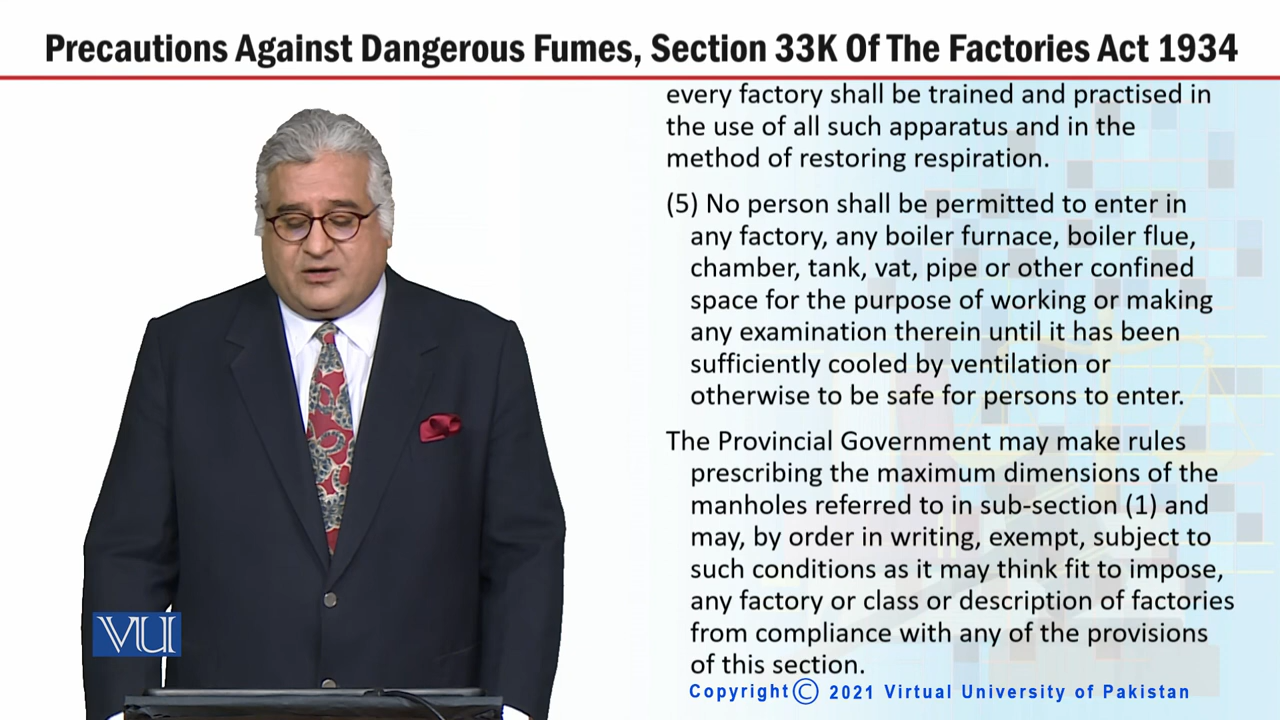 Precautions Against Dangerous Fumes, Section 33K Of The Factories Act 1934
every factory shall be trained and practised in
the use of all such apparatus and in the
method of restoring respiration.
(5) No person shall be permitted to enter in
any factory, any boiler furnace, boiler flue,
chamber, tank, vat, pipe or other confined
space for the purpose of working or making
any examination therein until it has been
sufficiently cooled by ventilation or
otherwise to be safe for persons to enter.
The Provincial Government may make rules
prescribing the maximum dimensions of the
manholes referred to in sub-section (1) and
may, by order in writing, exempt, subject to
such conditions as it may think fit to impose,
any factory or class or description of factories
from compliance with any of the provisions
of this section.
VU
Copyright © 2021 Virtual University of Pakistan